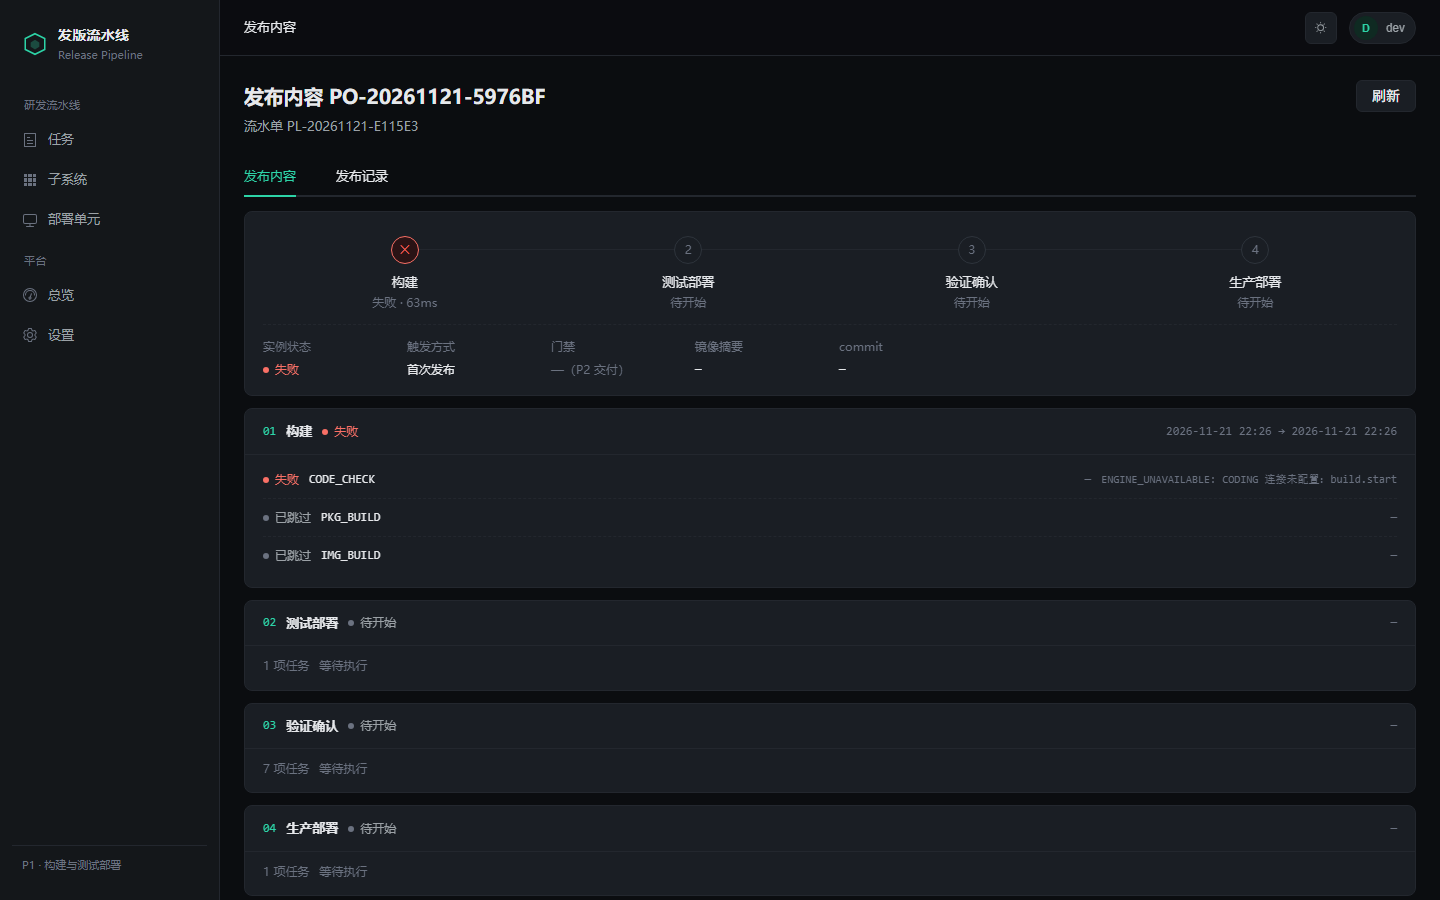 发版流水线
Release Pipeline
研发流水线
任务
子系统
部署单元
平台
总览
设置
P1 · 构建与测试部署
发布内容
D dev
发布内容 PO-20261121-5976BF
刷新
流水单 PL-20261121-E115E3
发布内容 发布记录
2 3 4
构建 测试部署 验证确认 生产部署
失败 · 63ms 待开始 待开始 待开始
实例状态 触发方式 门禁 镜像摘要 commit
失败 首次发布 — (P2 交付) – –
01 构建 失败 2026-11-21 22:26 → 2026-11-21 22:26
失败 CODE_CHECK — ENGINE_UNAVAILABLE: CODING 连接未配置: build.start
已跳过 PKG_BUILD —
已跳过 IMG_BUILD —
02 测试部署 待开始 —
1 项任务 等待执行
03 验证确认 待开始 —
7 项任务 等待执行
04 生产部署 待开始 —
1 项任务 等待执行